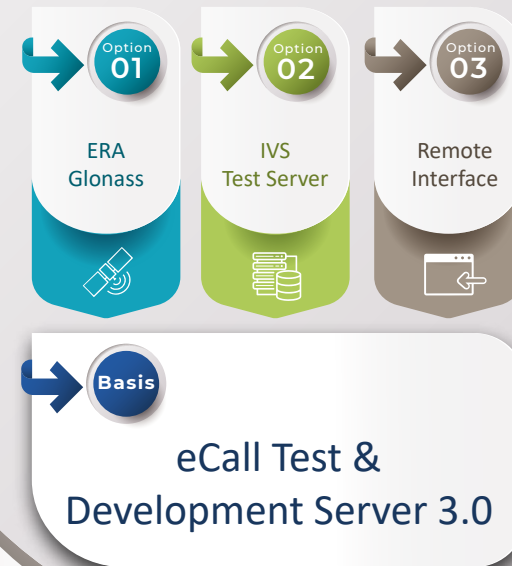 Option
01
Option
02
Option
03
ERA
Glonass
IVS
Test Server
Remote
Interface
Basis
eCall Test &
Development Server 3.0